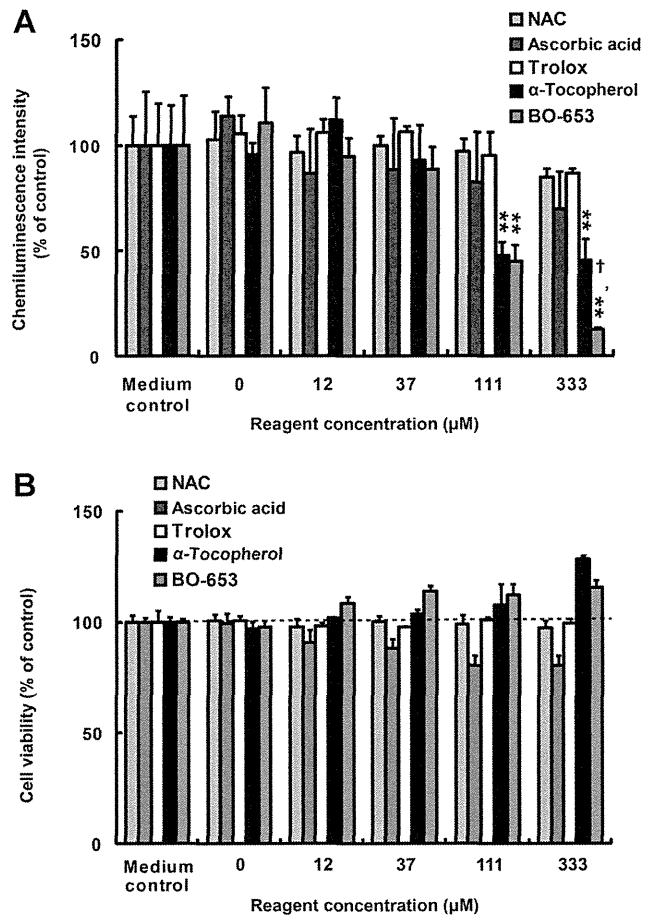 A
NAC
Ascorbic acid
Trolox
α-Tocopherol
BO-653
Chemiluminescence intensity
(% of control)
150
100
50
0
**
**
**
†, **
Medium control
0
12
37
111
333
Reagent concentration (µM)
B
NAC
Ascorbic acid
Trolox
α-Tocopherol
BO-653
Cell viability (% of control)
150
100
50
0
Medium control
0
12
37
111
333
Reagent concentration (µM)